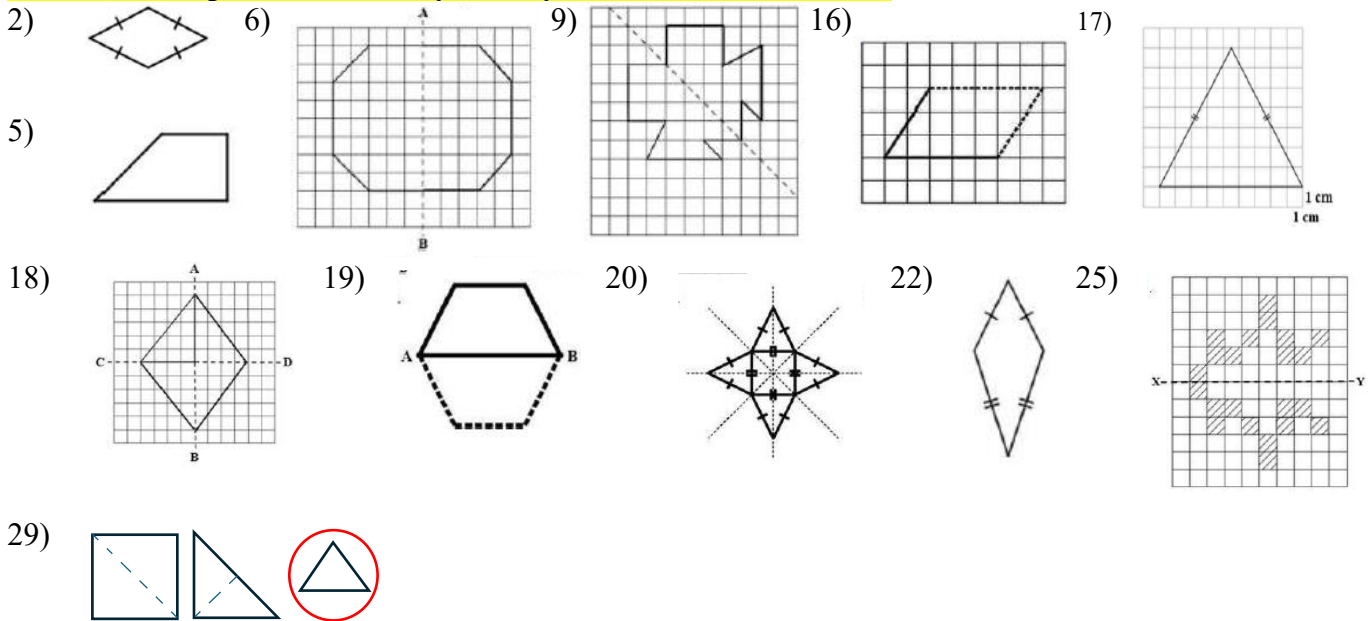 2) 6) A 9) 16) 17)
5)
1 cm
1 cm
B
18) A 19) 20) 22) 25)
C D A B X Y
B
29)